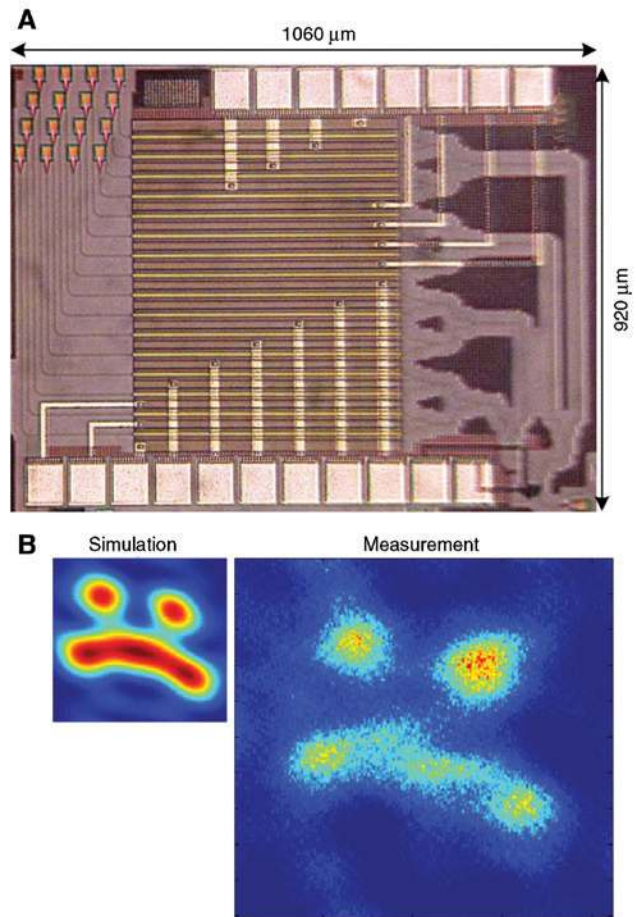 A
1060 μm
920 μm
B
Simulation
Measurement